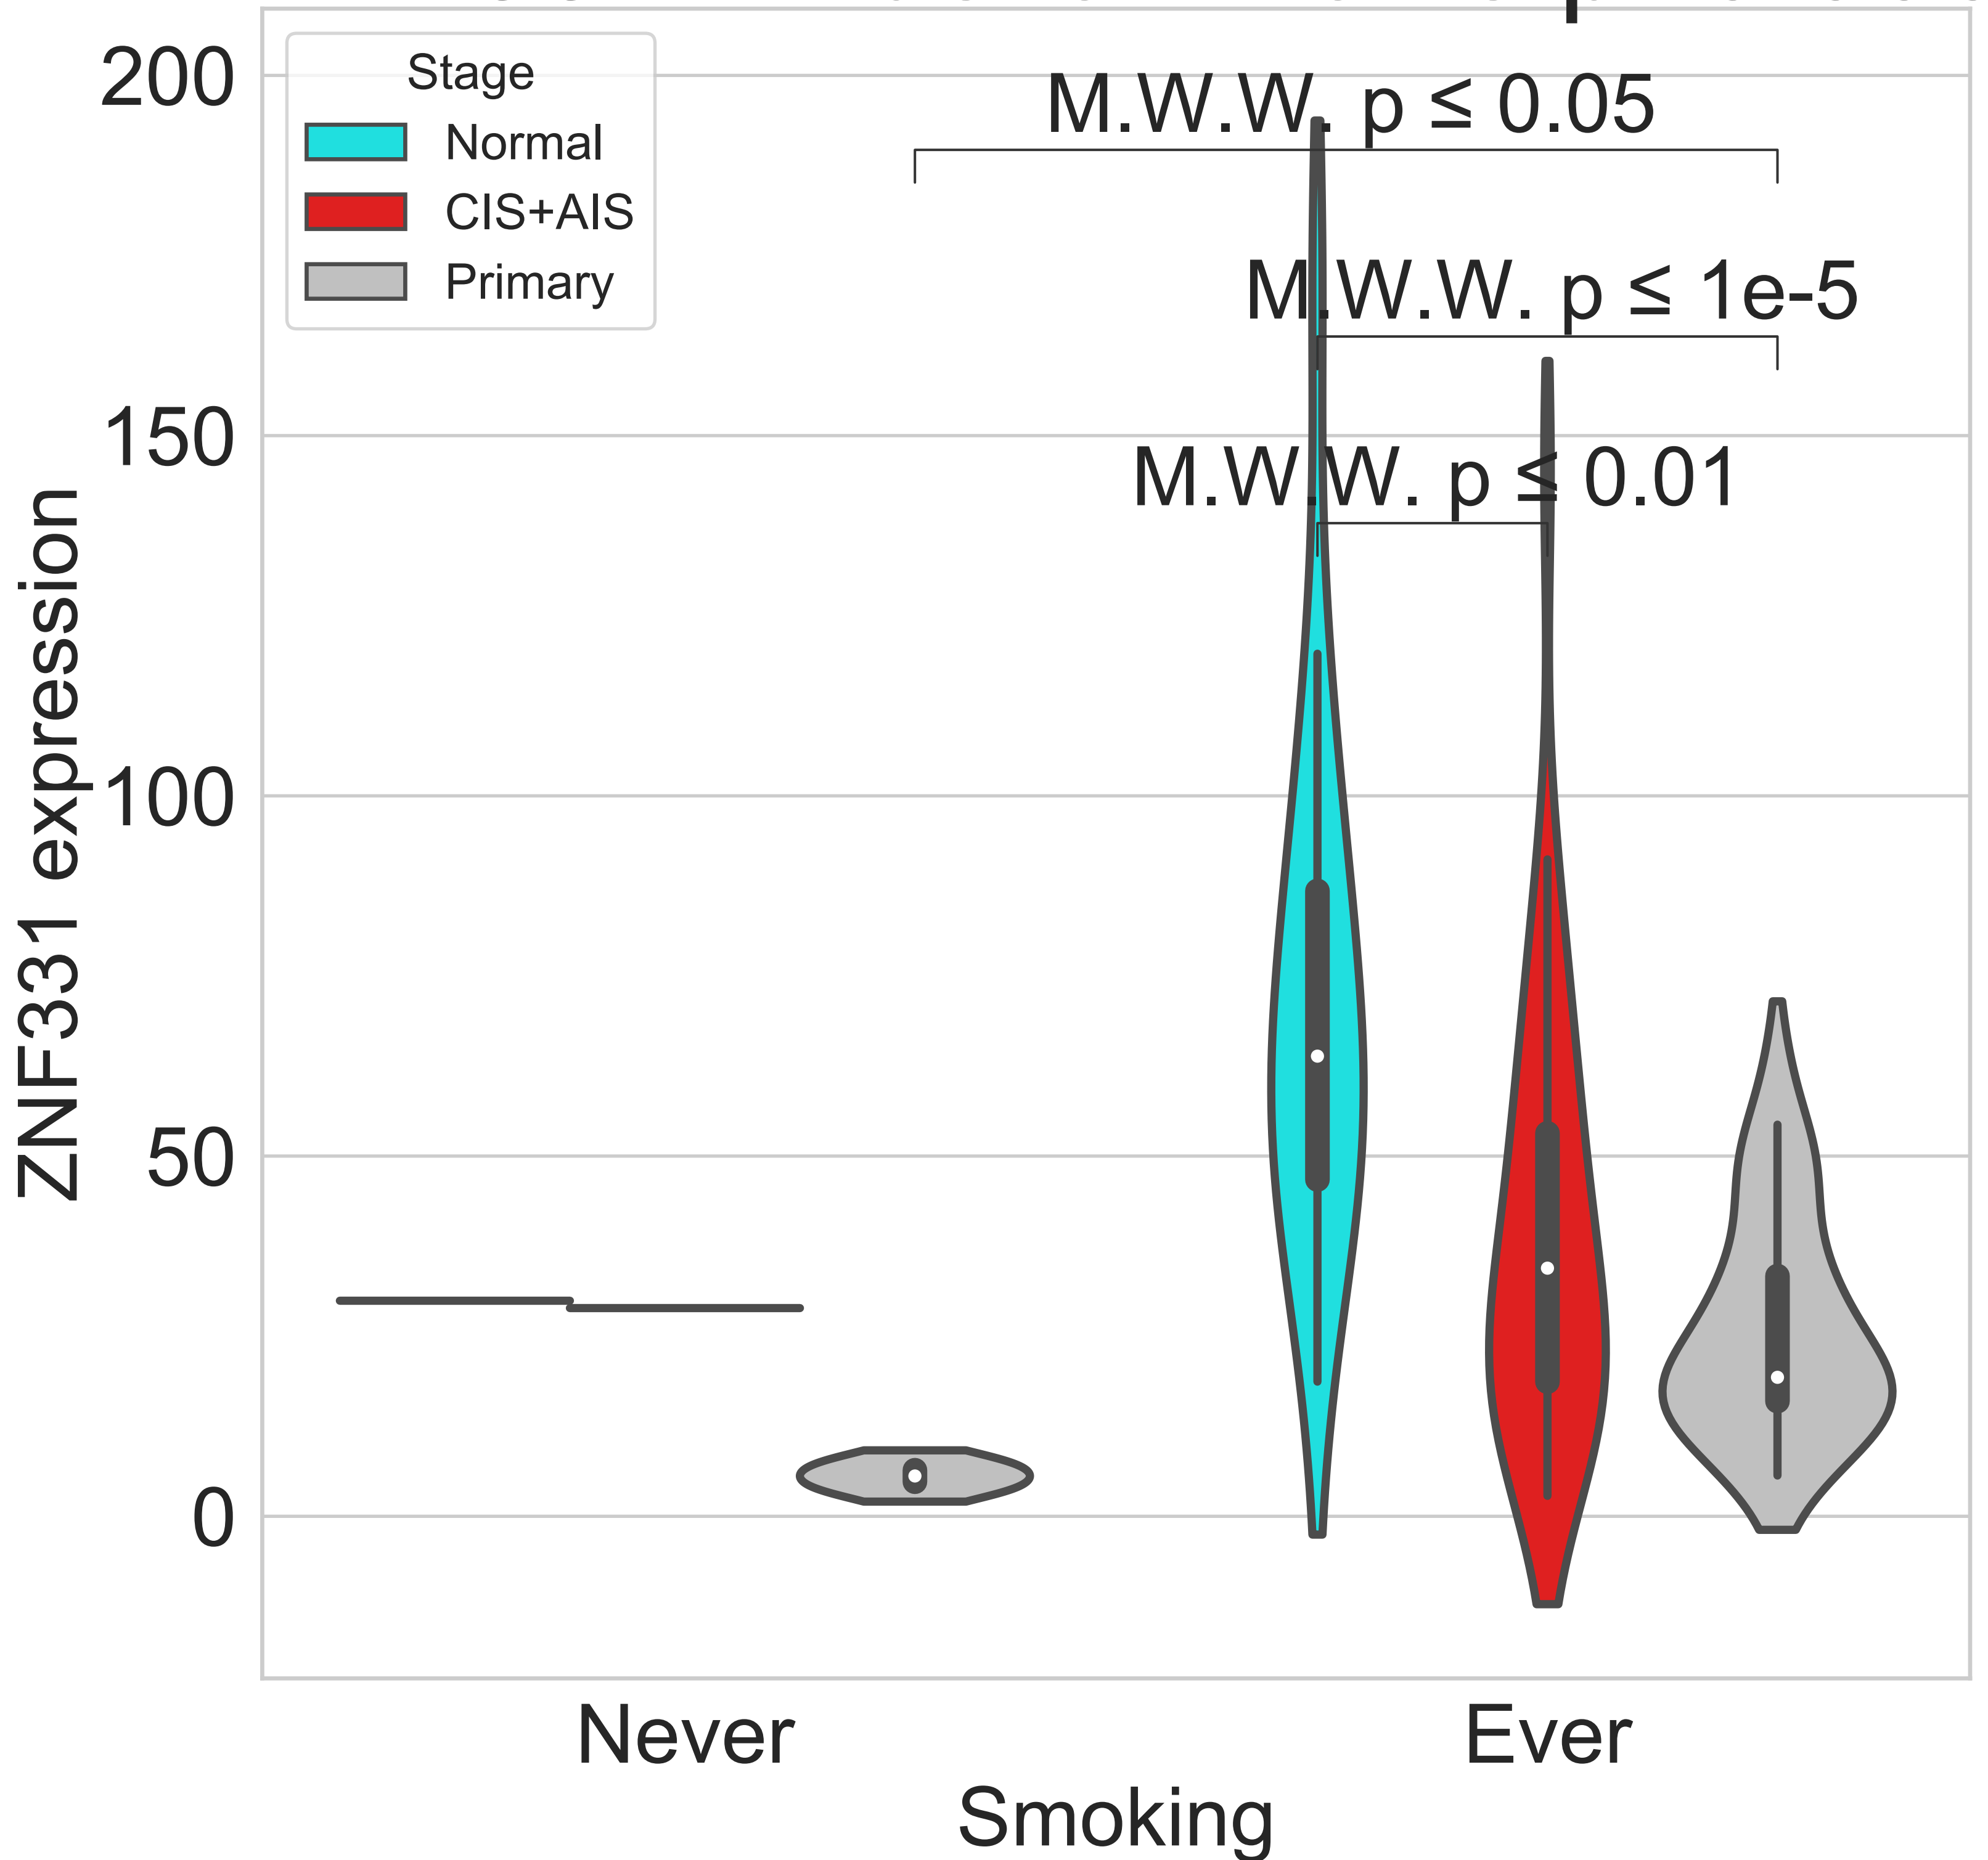 200
150
100
50
0
ZNF331 expression
Stage
Normal
CIS+AIS
Primary
M.W.W. p ≤ 0.05
M.W.W. p ≤ 1e-5
M.W.W. p ≤ 0.01
Never
Ever
Smoking